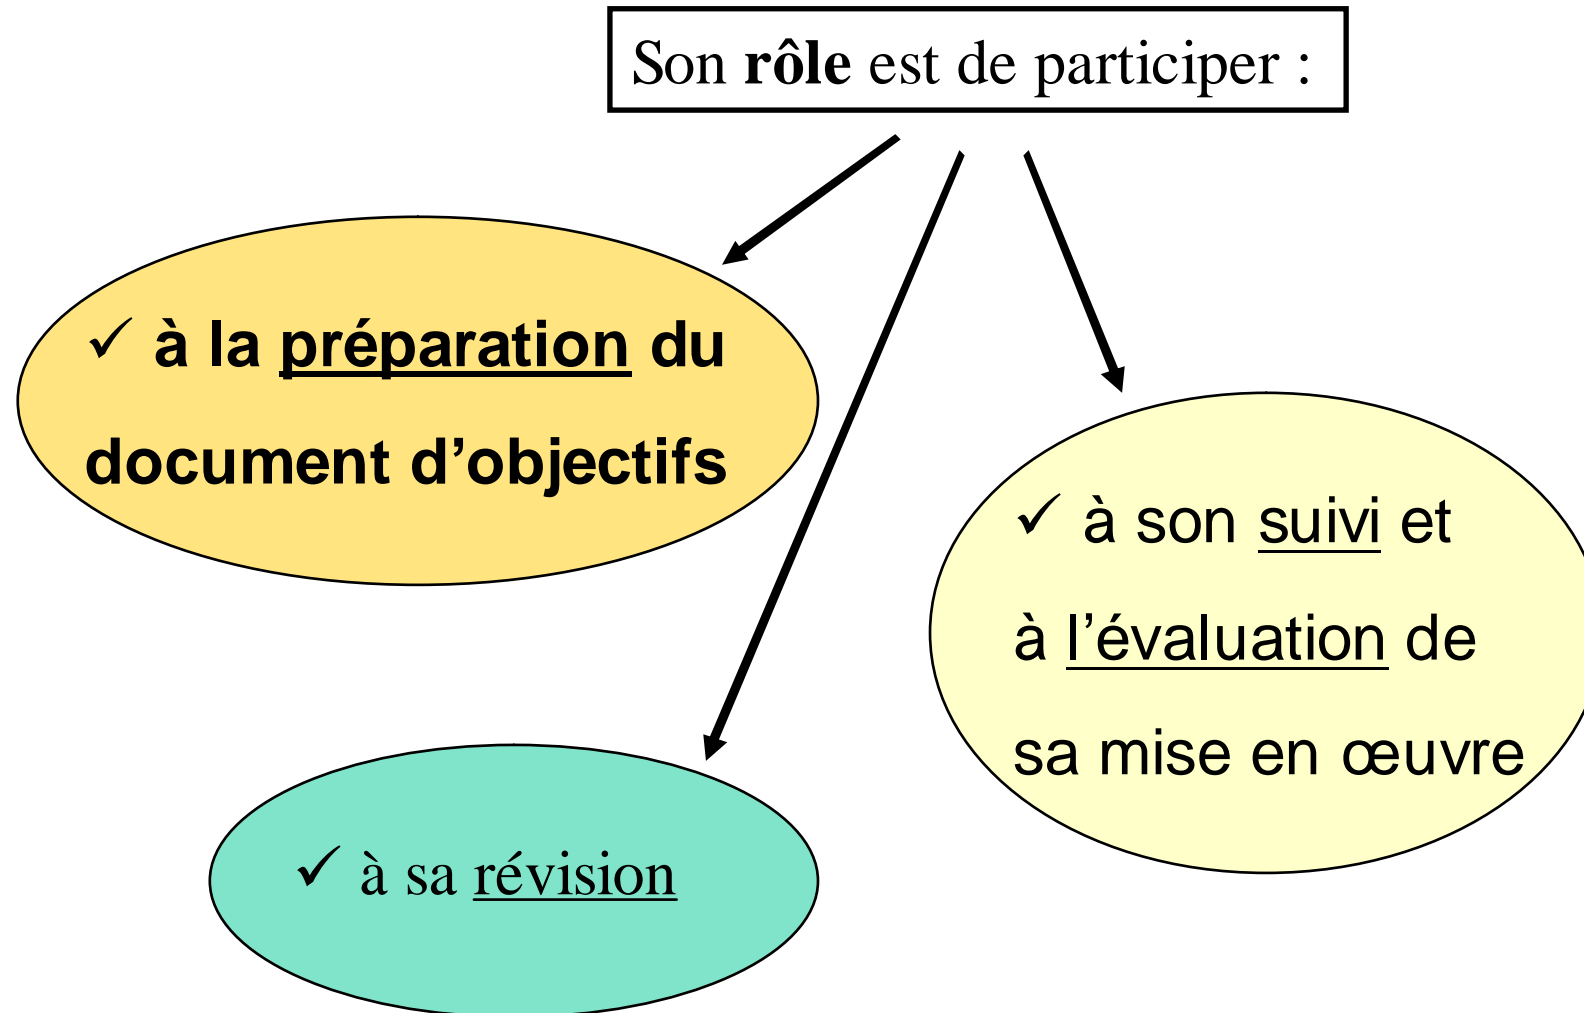 Son rôle est de participer :
✓ à la préparation du
document d’objectifs
✓ à son suivi et
à l’évaluation de
sa mise en œuvre
✓ à sa révision